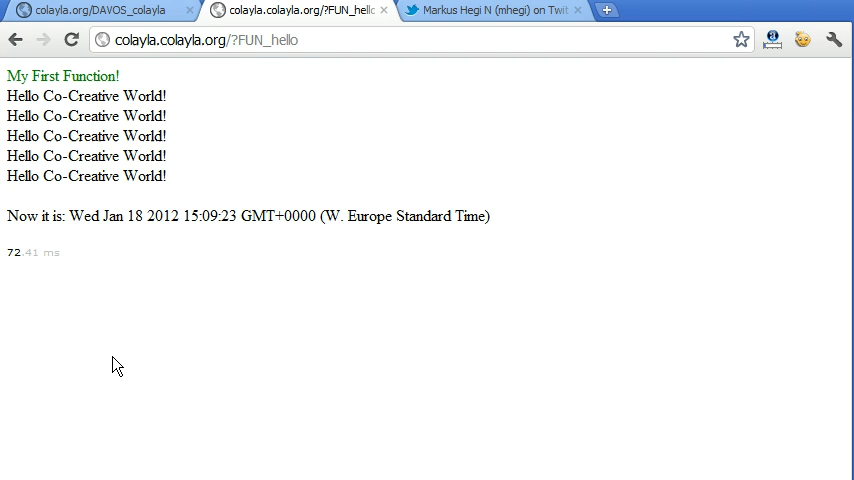 colayla.org/DAVOS_colayla
colayla.colayla.org/?FUN_hello
Markus Hegi N (mhegi) on Twit
colayla.colayla.org/?FUN_hello
My First Function!
Hello Co-Creative World!
Hello Co-Creative World!
Hello Co-Creative World!
Hello Co-Creative World!
Hello Co-Creative World!
Now it is: Wed Jan 18 2012 15:09:23 GMT+0000 (W. Europe Standard Time)
72.41 ms